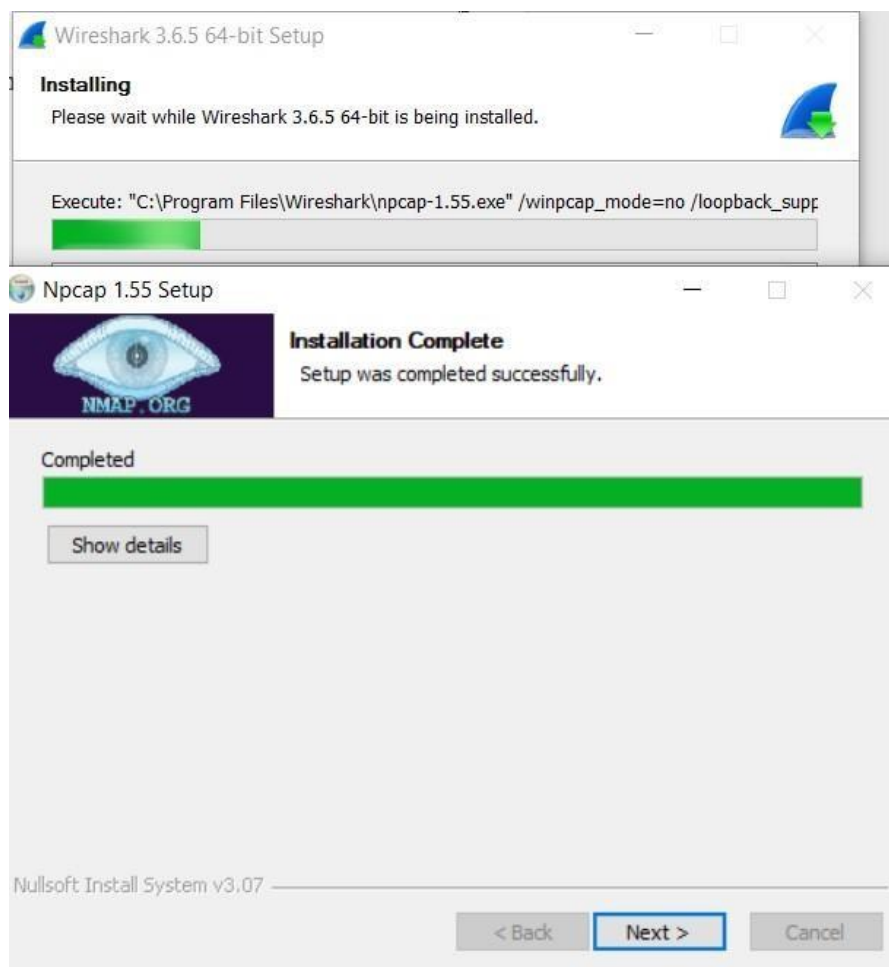 Wireshark 3.6.5 64-bit Setup
Installing
Please wait while Wireshark 3.6.5 64-bit is being installed.
Execute: "C:\Program Files\Wireshark\npcap-1.55.exe" /winpcap_mode=no /loopback_supp
Npcap 1.55 Setup
NMAP.ORG
Installation Complete
Setup was completed successfully.
Completed
Show details
Nullsoft Install System v3.07
< Back Next > Cancel